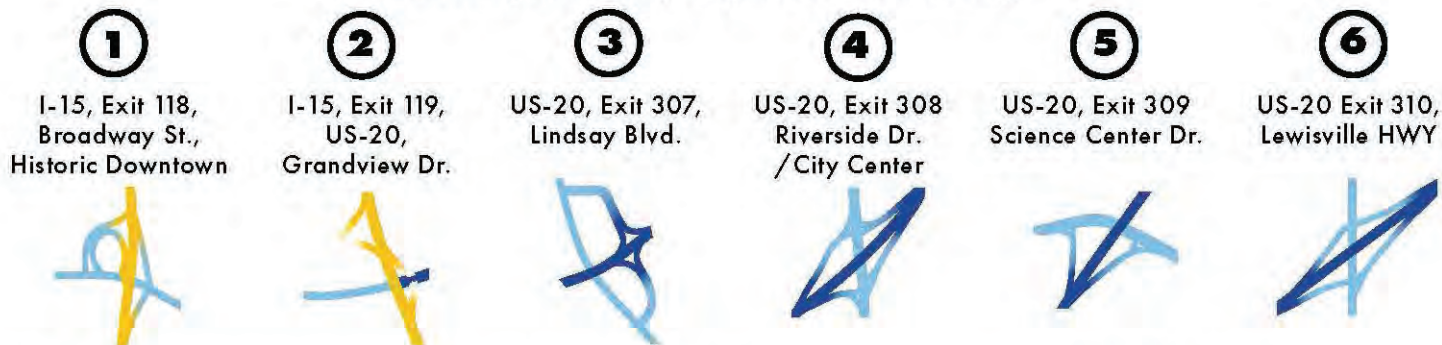 1
I-15, Exit 118,
Broadway St.,
Historic Downtown
2
I-15, Exit 119,
US-20,
Grandview Dr.
3
US-20, Exit 307,
Lindsay Blvd.
4
US-20, Exit 308
Riverside Dr.
/City Center
5
US-20, Exit 309
Science Center Dr.
6
US-20 Exit 310,
Lewisville HWY